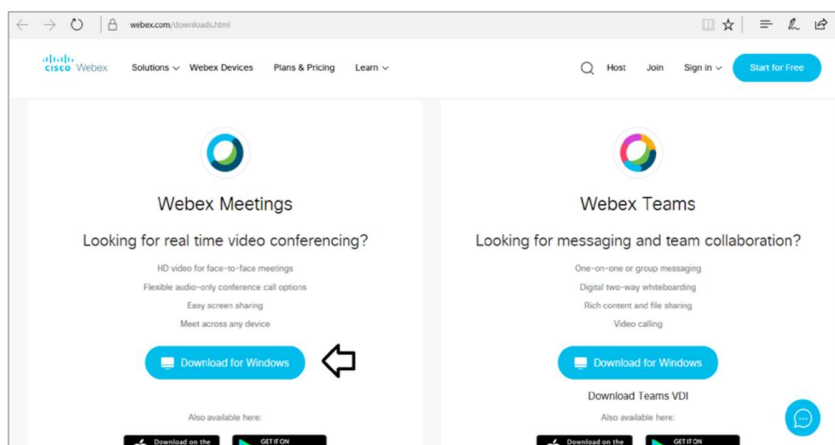 webex.com/downloads.html
CISCO Webex Solutions Webex Devices Plans & Pricing Learn Host Join Sign in Start for Free
Webex Meetings
Looking for real time video conferencing?
HD video for face-to-face meetings
Flexible audio-only conference call options
Easy screen sharing
Meet across any device
Download for Windows
Also available here:
Download on the
GET IT ON
Webex Teams
Looking for messaging and team collaboration?
One-on-one or group messaging
Digital two-way whiteboarding
Rich content and file sharing
Video calling
Download for Windows
Download Teams VDI
Also available here:
Download on the
GET IT ON